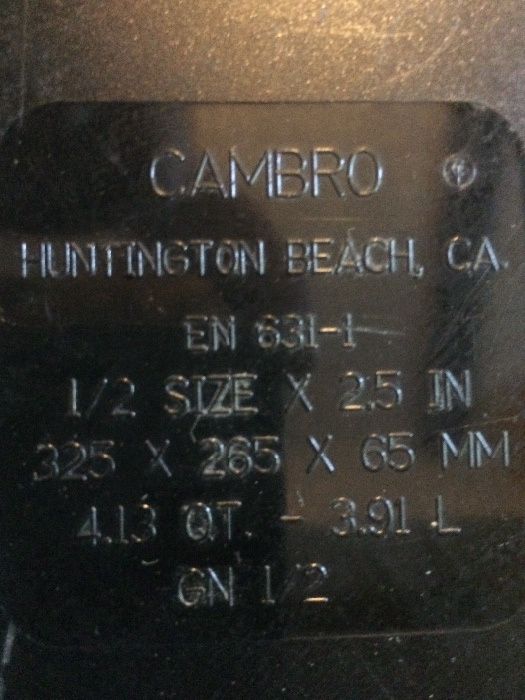 CAMBRO
HUNTINGTON BEACH, CA.
EN 631-1
1/2 SIZE X 2.5 IN
325 X 265 X 65 MM
4.13 QT. - 3.91 L
GN 1/2